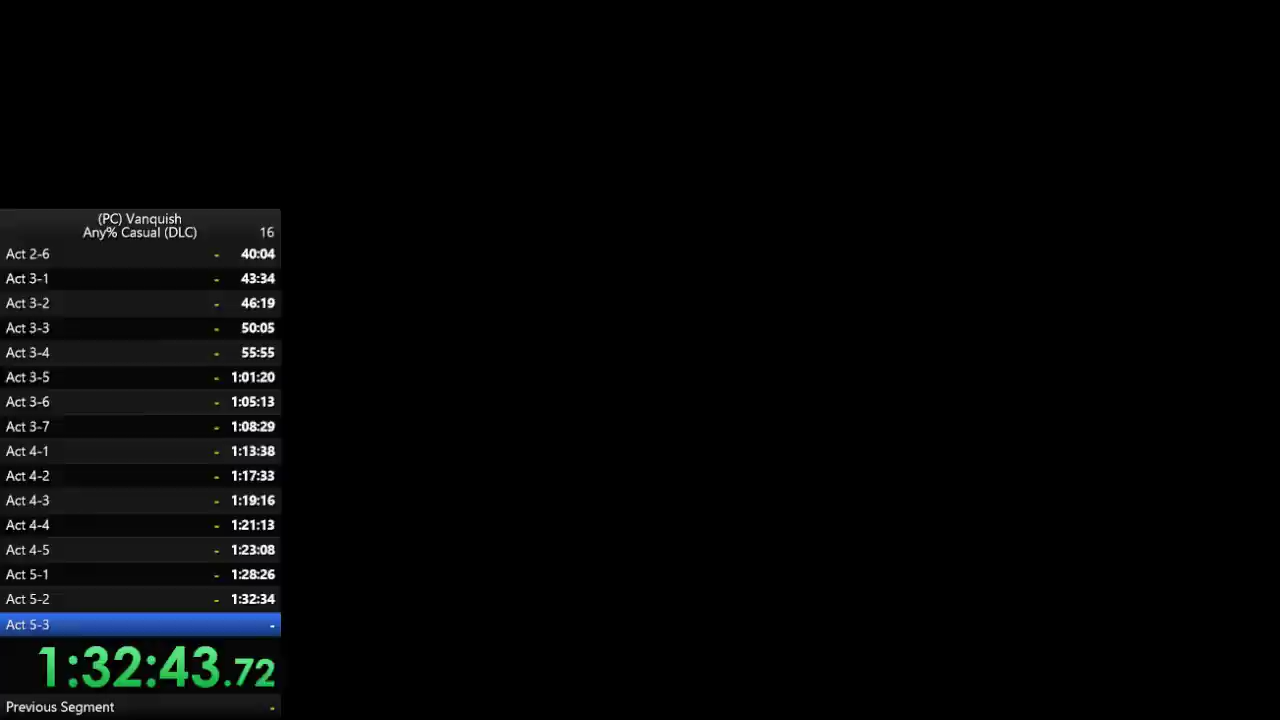 (PC) Vanquish
Any% Casual (DLC) 16
Act 2-6 - 40:04
Act 3-1 - 43:34
Act 3-2 - 46:19
Act 3-3 - 50:05
Act 3-4 - 55:55
Act 3-5 - 1:01:20
Act 3-6 - 1:05:13
Act 3-7 - 1:08:29
Act 4-1 - 1:13:38
Act 4-2 - 1:17:33
Act 4-3 - 1:19:16
Act 4-4 - 1:21:13
Act 4-5 - 1:23:08
Act 5-1 - 1:28:26
Act 5-2 - 1:32:34
Act 5-3 -
1:32:43.72
Previous Segment -